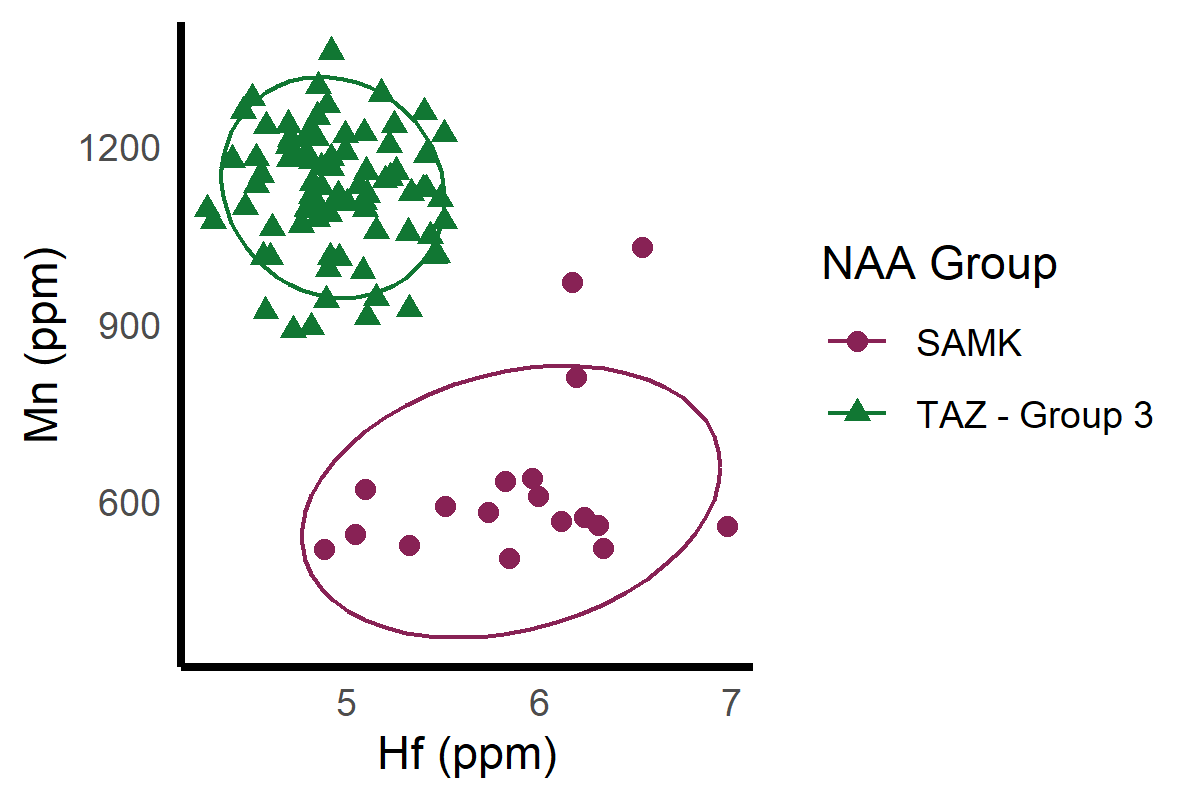 1200
900
600
Mn (ppm)
5 6 7
Hf (ppm)
NAA Group
SAMK
TAZ - Group 3